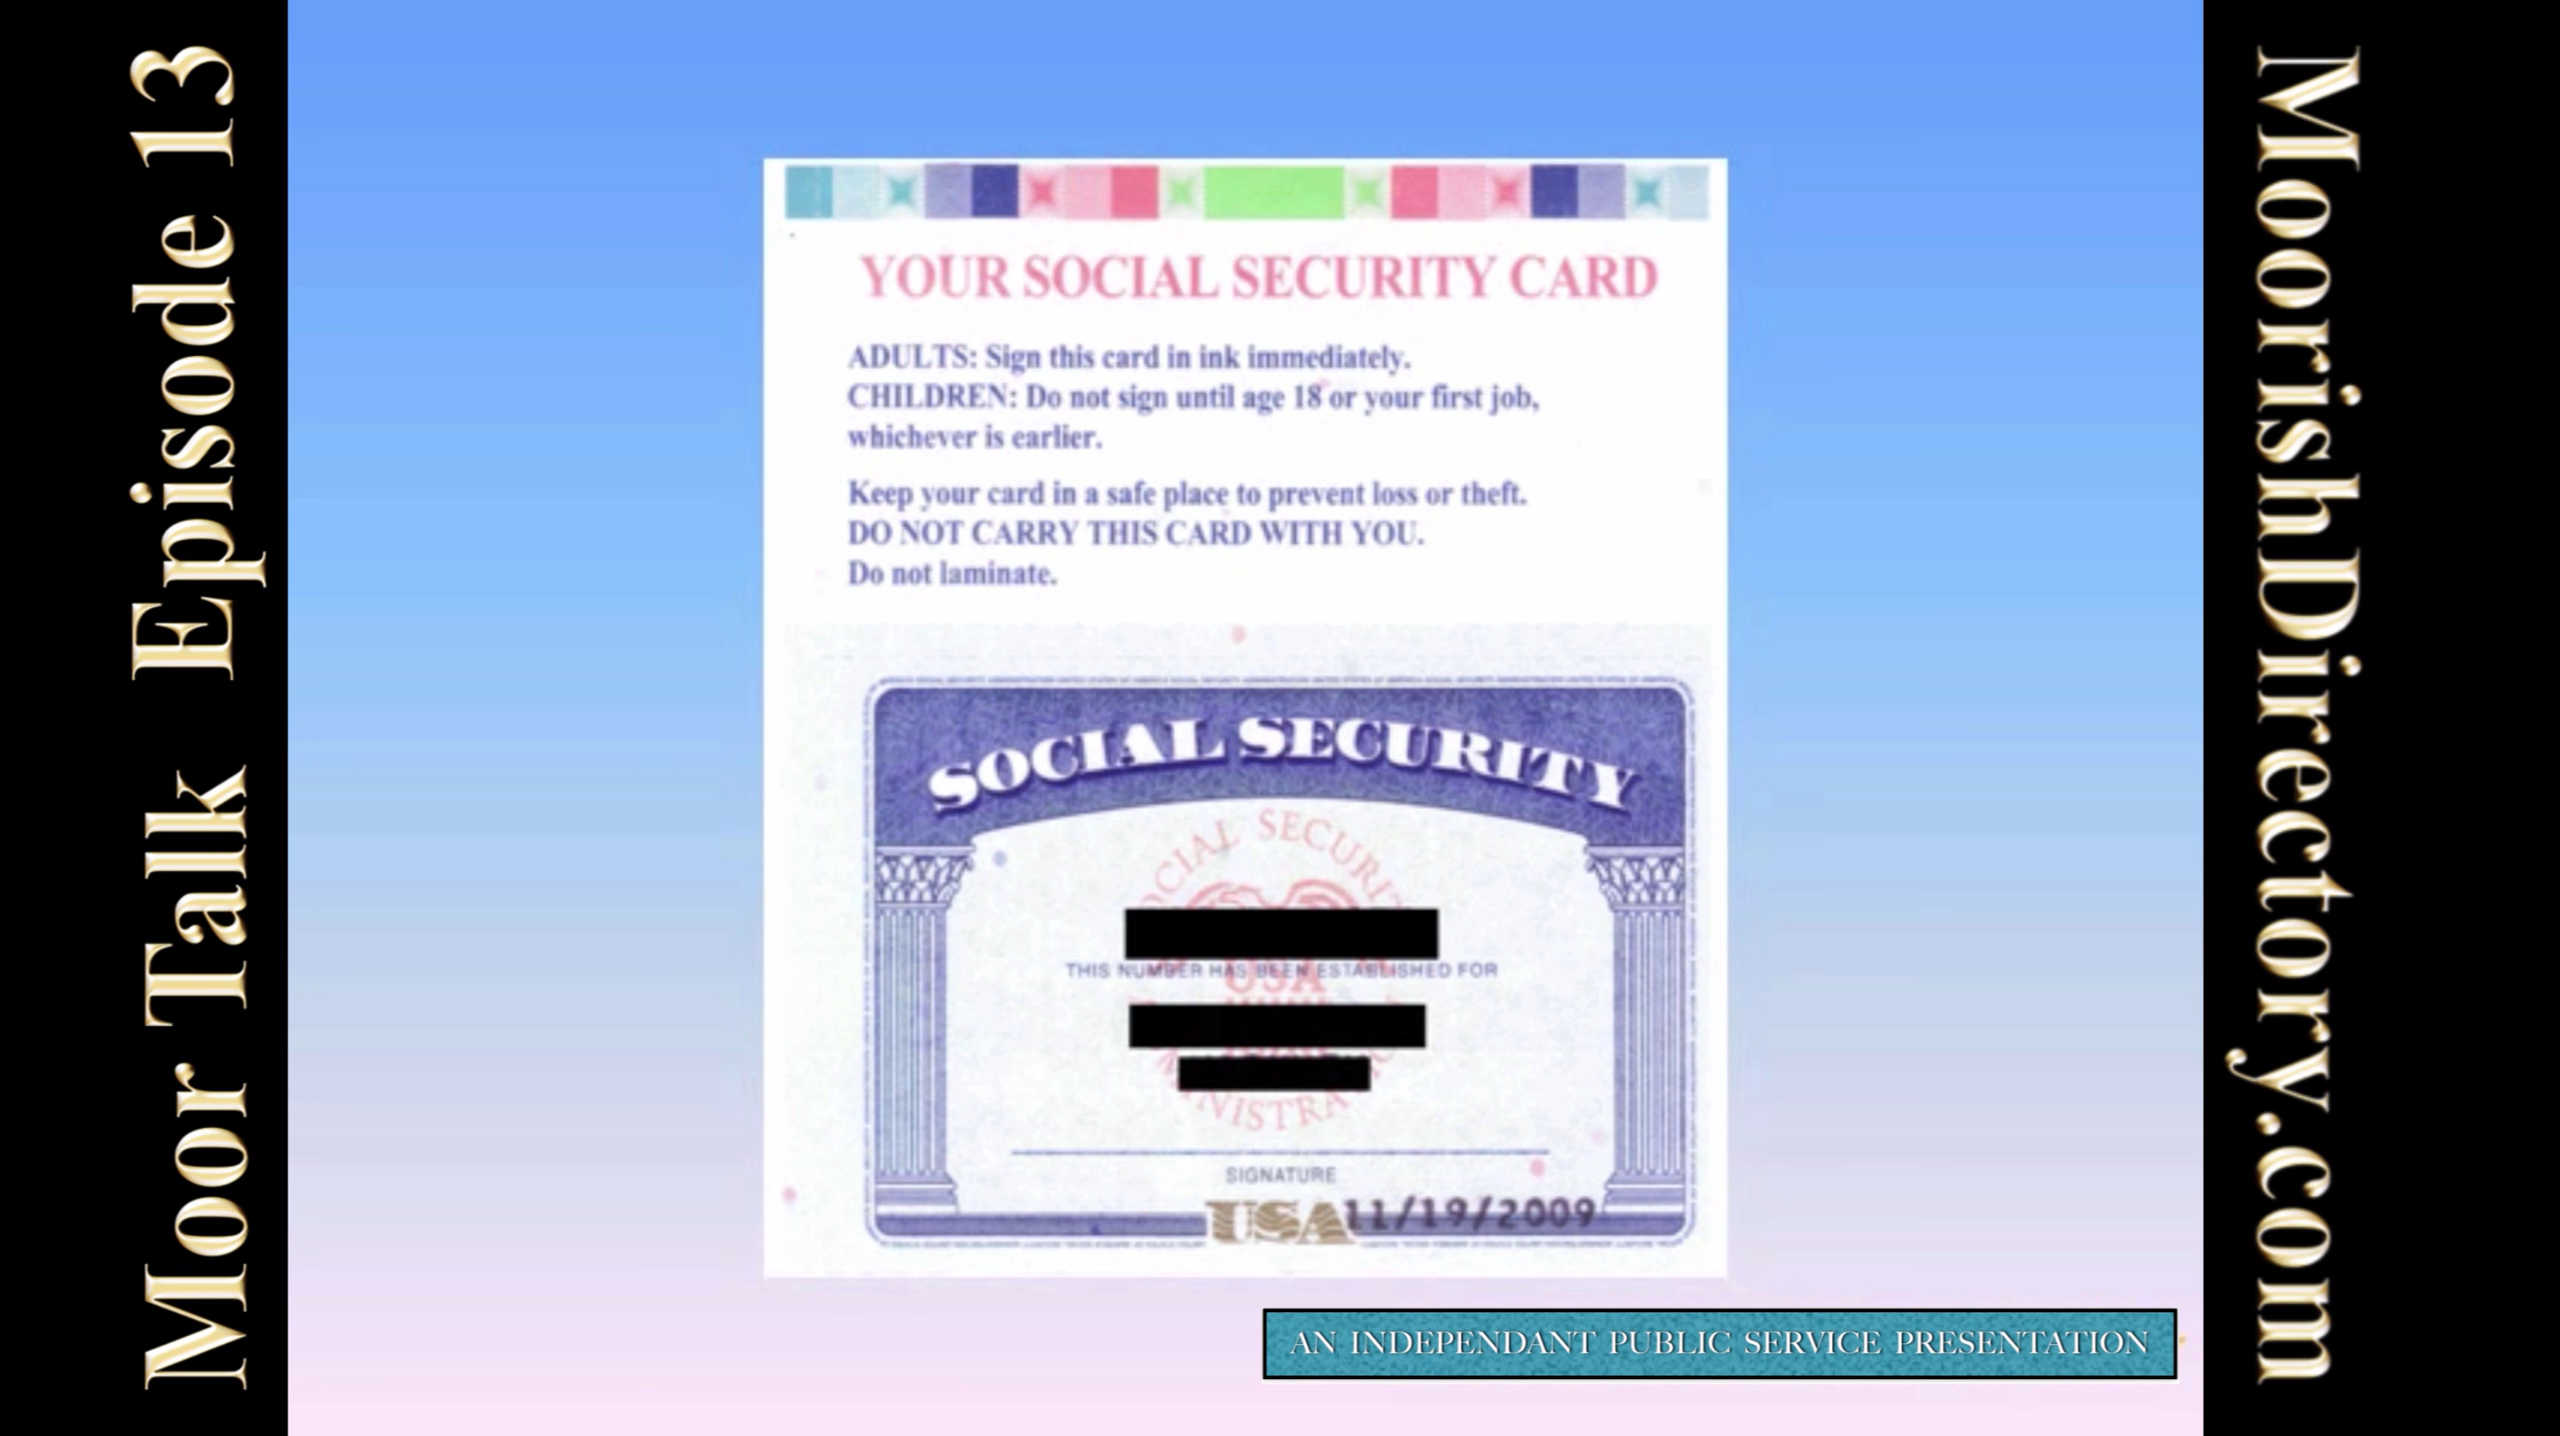 Moor Talk Episode 13
YOUR SOCIAL SECURITY CARD
ADULTS: Sign this card in ink immediately.
CHILDREN: Do not sign until age 18 or your first job,
whichever is earlier.
Keep your card in a safe place to prevent loss or theft.
DO NOT CARRY THIS CARD WITH YOU.
Do not laminate.
SOCIAL SECURITY
SOCIAL SECURITY
THIS NUMBER HAS BEEN ESTABLISHED FOR
USA
SIGNATURE
USA 11/19/2009
AN INDEPENDANT PUBLIC SERVICE PRESENTATION
MoorishDirectory.com